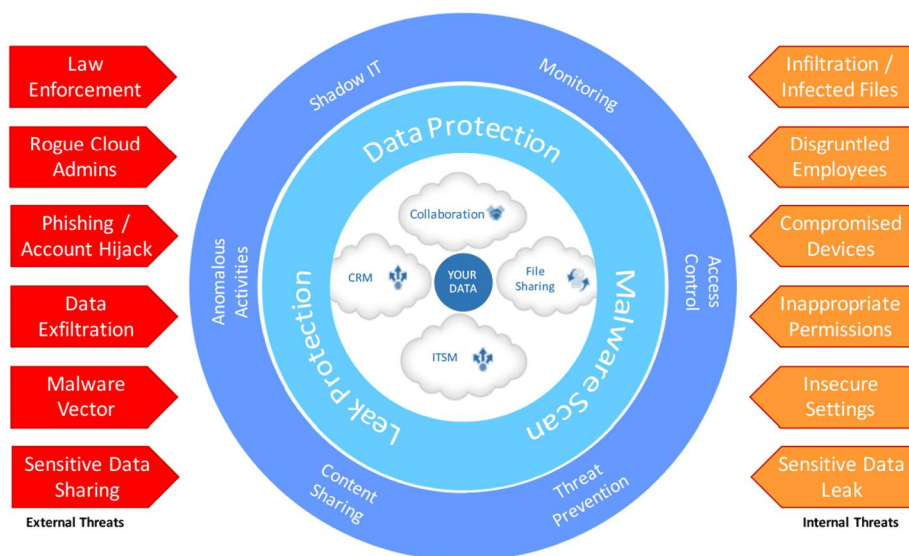 Law
Enforcement
Rogue Cloud
Admins
Phishing /
Account Hijack
Data
Exfiltration
Malware
Vector
Sensitive Data
Sharing
External Threats
Shadow IT
Monitoring
Anomalous
Activities
Access
Control
Content
Sharing
Threat
Prevention
Data Protection
Leak Protection
Malware Scan
Collaboration
CRM
YOUR
DATA
File
Sharing
ITSM
Infiltration /
Infected Files
Disgruntled
Employees
Compromised
Devices
Inappropriate
Permissions
Insecure
Settings
Sensitive Data
Leak
Internal Threats